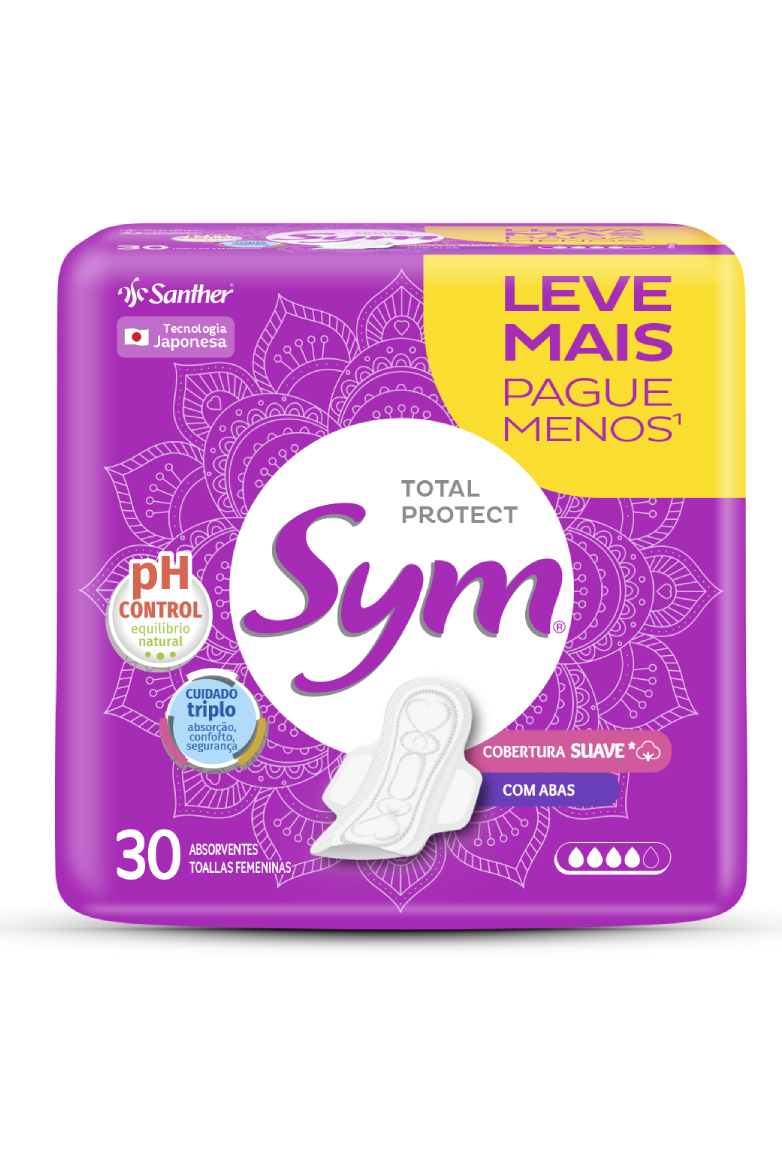 Santher®
Tecnologia
Japonesa
LEVE
MAIS
PAGUE
MENOS¹
TOTAL
PROTECT
Sym®
pH
CONTROL
equilíbrio
natural
CUIDADO
triplo
absorção,
conforto,
segurança
COBERTURA SUAVE*
COM ABAS
30 ABSORVENTES
TOALLAS FEMENINAS